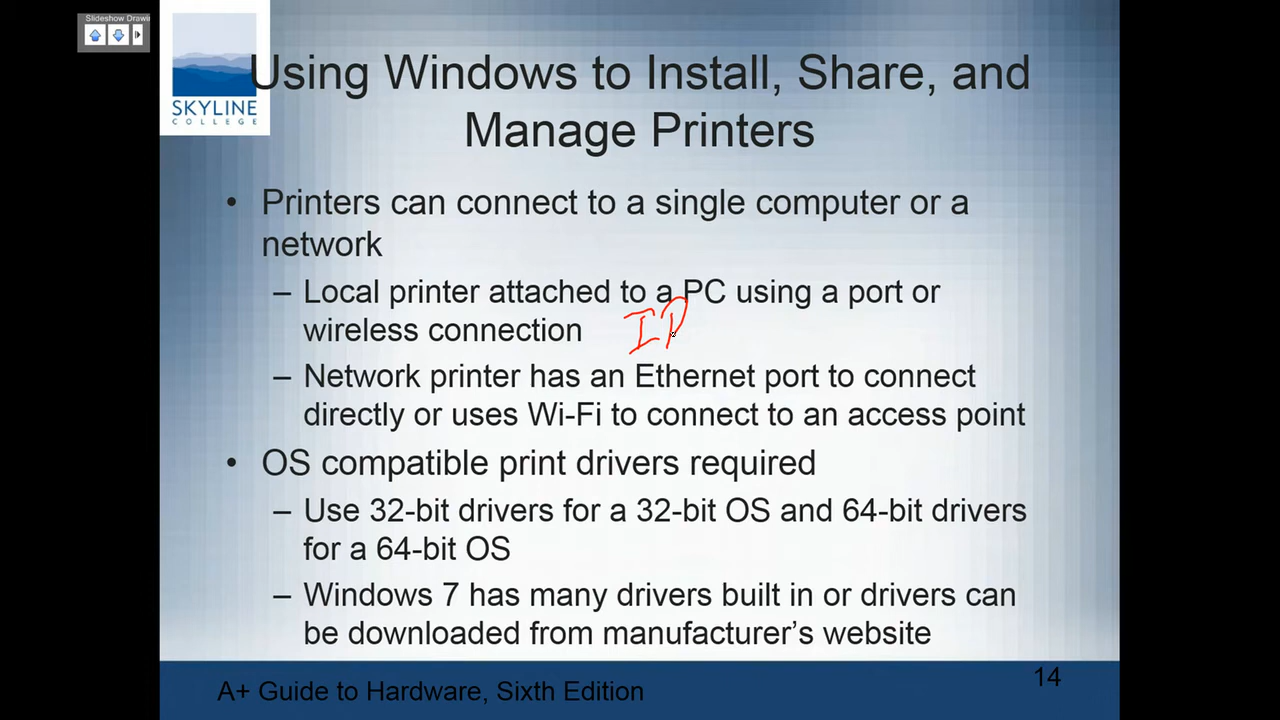 Slideshow Drawin
SKYLINE
COLLEGE
Using Windows to Install, Share, and
Manage Printers
• Printers can connect to a single computer or a
network
– Local printer attached to a PC using a port or
wireless connection
IP
– Network printer has an Ethernet port to connect
directly or uses Wi-Fi to connect to an access point
• OS compatible print drivers required
– Use 32-bit drivers for a 32-bit OS and 64-bit drivers
for a 64-bit OS
– Windows 7 has many drivers built in or drivers can
be downloaded from manufacturer’s website
A+ Guide to Hardware, Sixth Edition
14